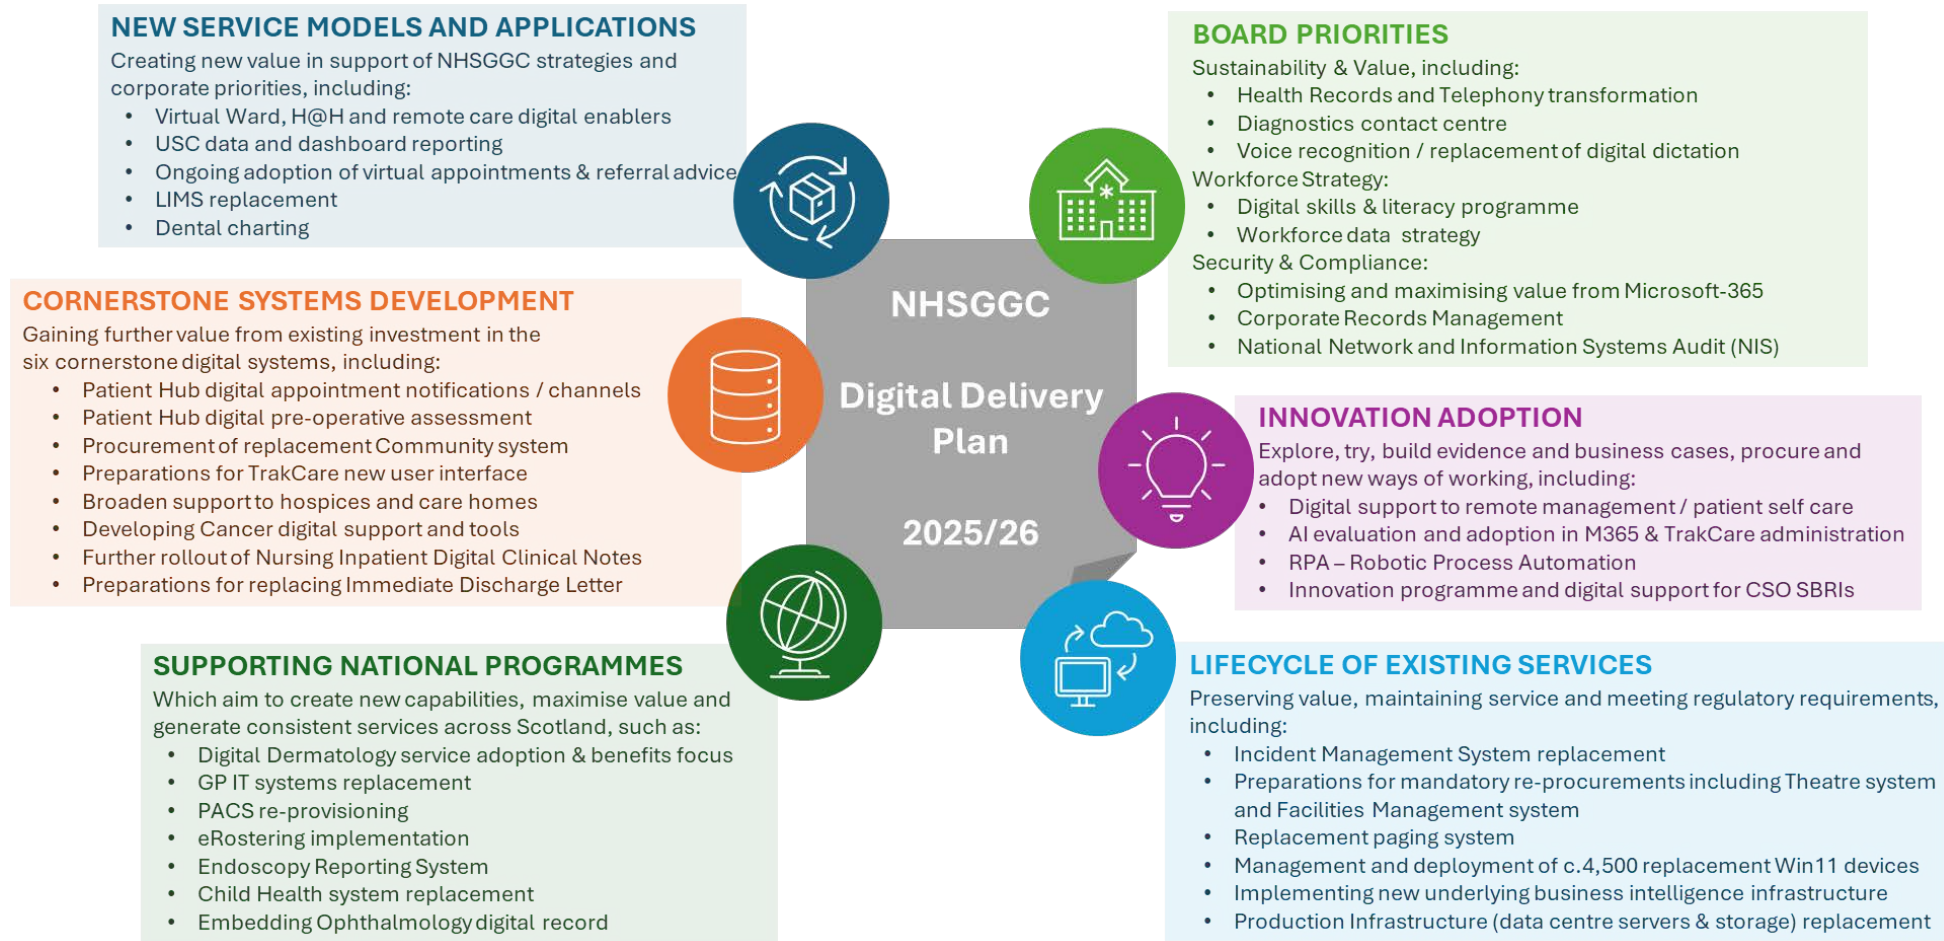 NEW SERVICE MODELS AND APPLICATIONS
Creating new value in support of NHSGGC strategies and
corporate priorities, including:
• Virtual Ward, H@H and remote care digital enablers
• USC data and dashboard reporting
• Ongoing adoption of virtual appointments & referral advice
• LIMS replacement
• Dental charting
CORNERSTONE SYSTEMS DEVELOPMENT
Gaining further value from existing investment in the
six cornerstone digital systems, including:
• Patient Hub digital appointment notifications / channels
• Patient Hub digital pre-operative assessment
• Procurement of replacement Community system
• Preparations for TrakCare new user interface
• Broaden support to hospices and care homes
• Developing Cancer digital support and tools
• Further rollout of Nursing Inpatient Digital Clinical Notes
• Preparations for replacing Immediate Discharge Letter
SUPPORTING NATIONAL PROGRAMMES
Which aim to create new capabilities, maximise value and
generate consistent services across Scotland, such as:
• Digital Dermatology service adoption & benefits focus
• GP IT systems replacement
• PACS re-provisioning
• eRostering implementation
• Endoscopy Reporting System
• Child Health system replacement
• Embedding Ophthalmology digital record
NHSGGC
Digital Delivery
Plan
2025/26
BOARD PRIORITIES
Sustainability & Value, including:
• Health Records and Telephony transformation
• Diagnostics contact centre
• Voice recognition / replacement of digital dictation
Workforce Strategy:
• Digital skills & literacy programme
• Workforce data strategy
Security & Compliance:
• Optimising and maximising value from Microsoft-365
• Corporate Records Management
• National Network and Information Systems Audit (NIS)
INNOVATION ADOPTION
Explore, try, build evidence and business cases, procure and
adopt new ways of working, including:
• Digital support to remote management / patient self care
• AI evaluation and adoption in M365 & TrakCare administration
• RPA – Robotic Process Automation
• Innovation programme and digital support for CSO SBRIs
LIFECYCLE OF EXISTING SERVICES
Preserving value, maintaining service and meeting regulatory requirements,
including:
• Incident Management System replacement
• Preparations for mandatory re-procurements including Theatre system
and Facilities Management system
• Replacement paging system
• Management and deployment of c.4,500 replacement Win11 devices
• Implementing new underlying business intelligence infrastructure
• Production Infrastructure (data centre servers & storage) replacement